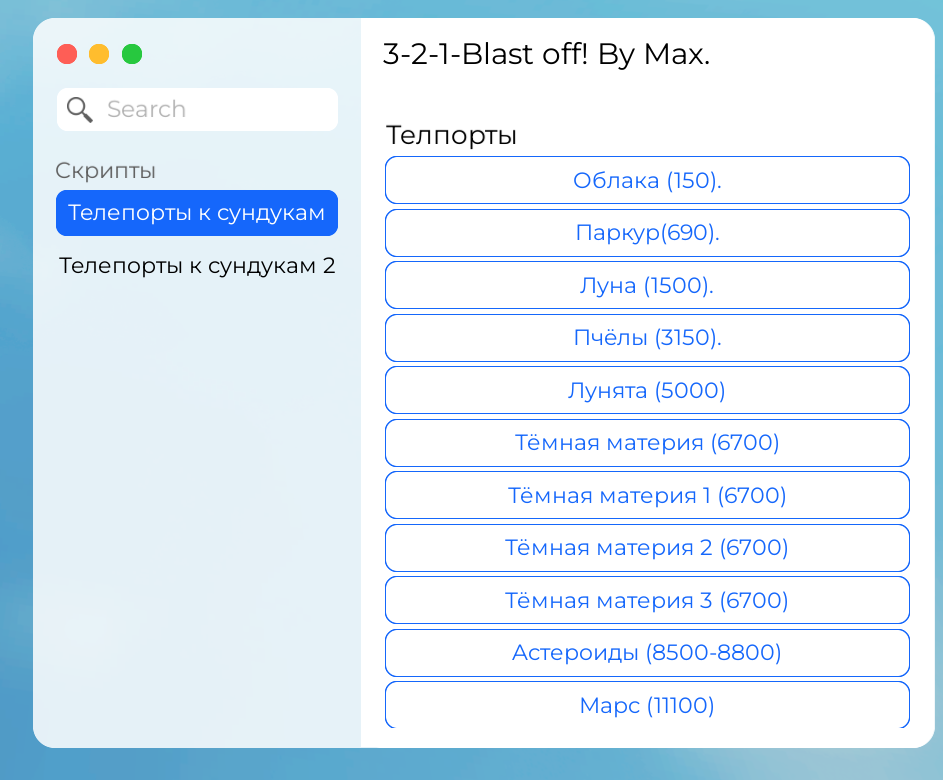 3-2-1-Blast off! By Max.
Search
Скрипты
Телепорты к сундукам
Телепорты к сундукам 2
Телпорты
Облака (150).
Паркур(690).
Луна (1500).
Пчёлы (3150).
Лунята (5000)
Тёмная материя (6700)
Тёмная материя 1 (6700)
Тёмная материя 2 (6700)
Тёмная материя 3 (6700)
Астероиды (8500-8800)
Марс (11100)